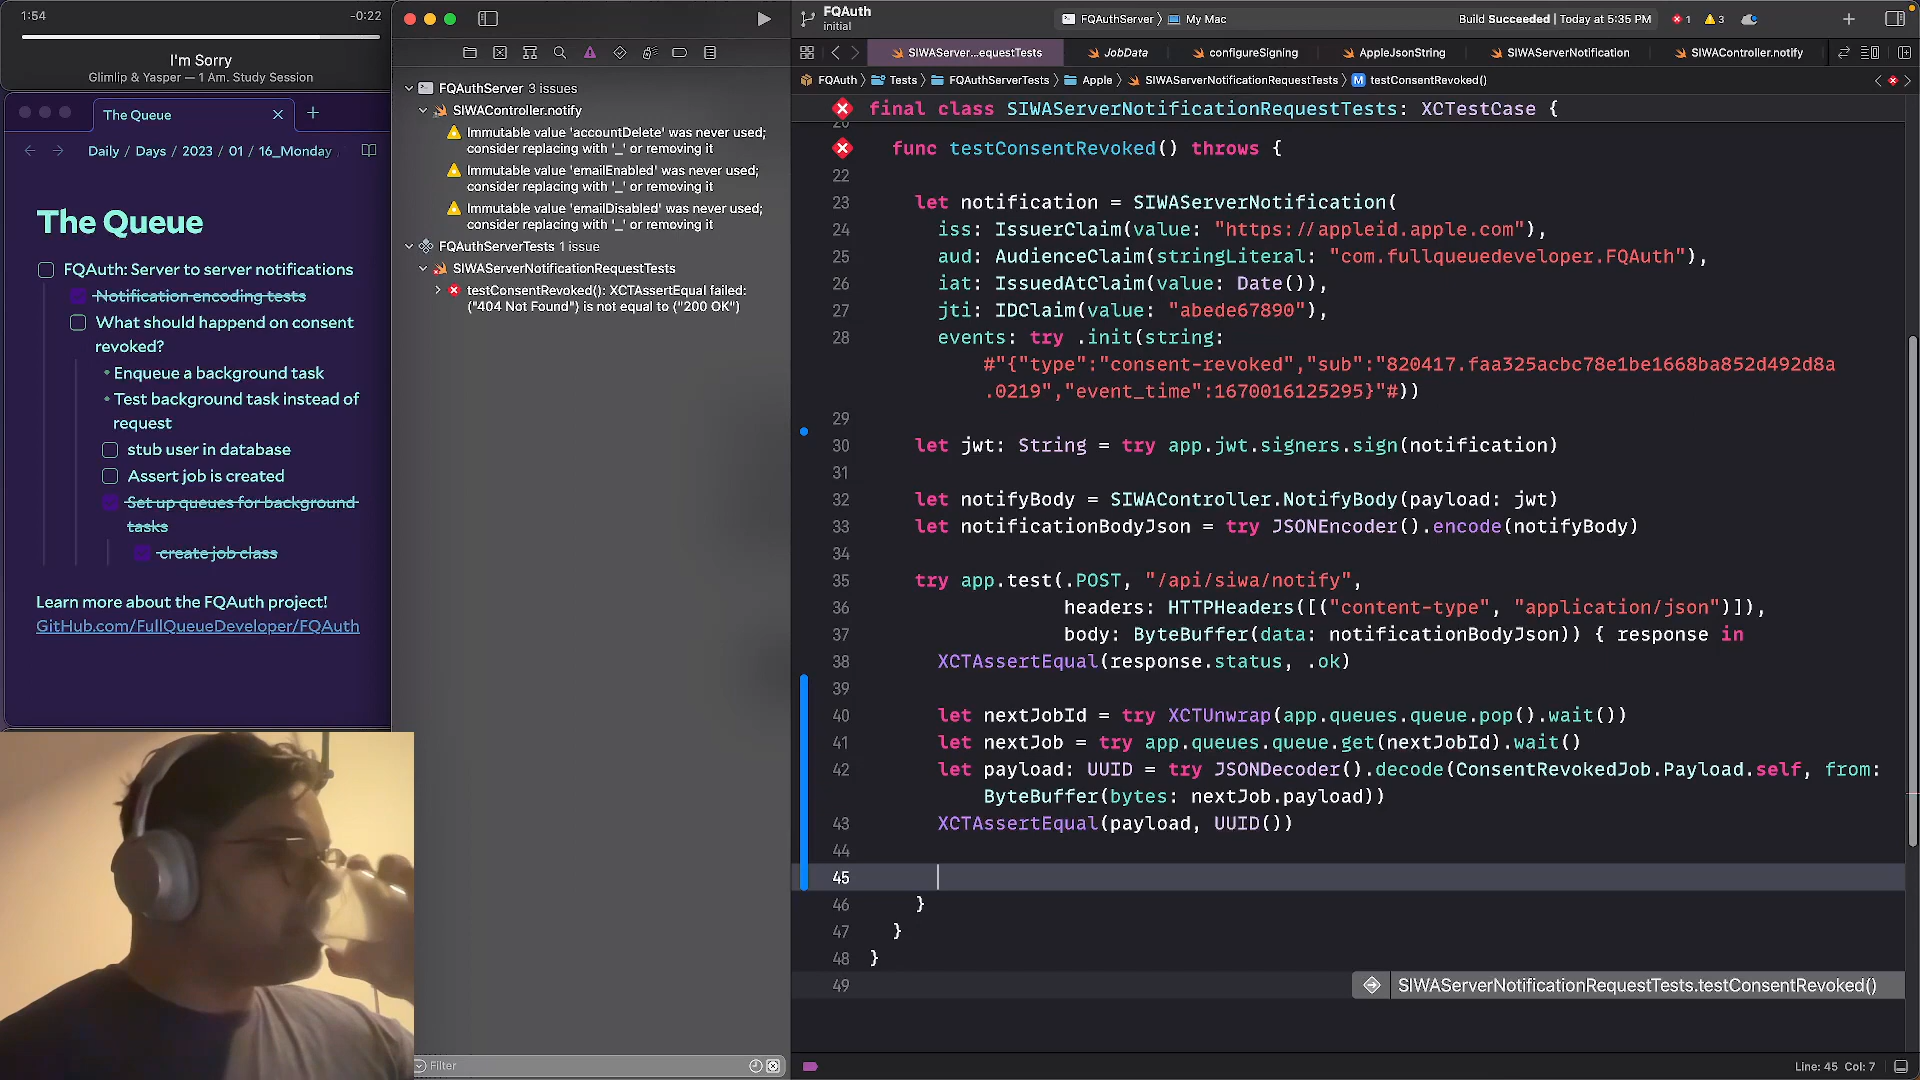 1:54
-0:22
I'm Sorry
Glimlip & Yasper — 1 Am. Study Session
The Queue
Daily / Days / 2023 / 01 / 16_Monday
The Queue
FQAuth: Server to server notifications
Notification encoding tests
What should happend on consent
revoked?
• Enqueue a background task
• Test background task instead of
request
stub user in database
Assert job is created
Set up queues for background
tasks
create job class
Learn more about the FQAuth project!
GitHub.com/FullQueueDeveloper/FQAuth
FQAuthServer 3 issues
SIWAController.notify
Immutable value 'accountDelete' was never used;
consider replacing with '_' or removing it
Immutable value 'emailEnabled' was never used;
consider replacing with '_' or removing it
Immutable value 'emailDisabled' was never used;
consider replacing with '_' or removing it
FQAuthServerTests 1 issue
SIWAServerNotificationRequestTests
testConsentRevoked(): XCTAssertEqual failed:
("404 Not Found") is not equal to ("200 OK")
Filter
FQAuth
initial
FQAuthServer 〉 My Mac
Build Succeeded | Today at 5:35 PM
1
3
SIWAServer...equestTests
JobData
configureSigning
AppleJsonString
SIWAServerNotification
SIWAController.notify
FQAuth 〉 Tests 〉 FQAuthServerTests 〉 Apple 〉 SIWAServerNotificationRequestTests 〉 M testConsentRevoked()
final class SIWAServerNotificationRequestTests: XCTestCase {
20
func testConsentRevoked() throws {
22
23 let notification = SIWAServerNotification(
24 iss: IssuerClaim(value: "https://appleid.apple.com"),
25 aud: AudienceClaim(stringLiteral: "com.fullqueuedeveloper.FQAuth"),
26 iat: IssuedAtClaim(value: Date()),
27 jti: IDClaim(value: "abede67890"),
28 events: try .init(string:
#"{"type":"consent-revoked","sub":"820417.faa325acbc78e1be1668ba852d492d8a
.0219","event_time":1670016125295}"#))
29
30 let jwt: String = try app.jwt.signers.sign(notification)
31
32 let notifyBody = SIWAController.NotifyBody(payload: jwt)
33 let notificationBodyJson = try JSONEncoder().encode(notifyBody)
34
35 try app.test(.POST, "/api/siwa/notify",
36 headers: HTTPHeaders([("content-type", "application/json")]),
37 body: ByteBuffer(data: notificationBodyJson)) { response in
38 XCTAssertEqual(response.status, .ok)
39
40 let nextJobId = try XCTUnwrap(app.queues.queue.pop().wait())
41 let nextJob = try app.queues.queue.get(nextJobId).wait()
42 let payload: UUID = try JSONDecoder().decode(ConsentRevokedJob.Payload.self, from:
ByteBuffer(bytes: nextJob.payload))
43 XCTAssertEqual(payload, UUID())
44
45
46 }
47 }
48 }
49
SIWAServerNotificationRequestTests.testConsentRevoked()
Line: 45 Col: 7